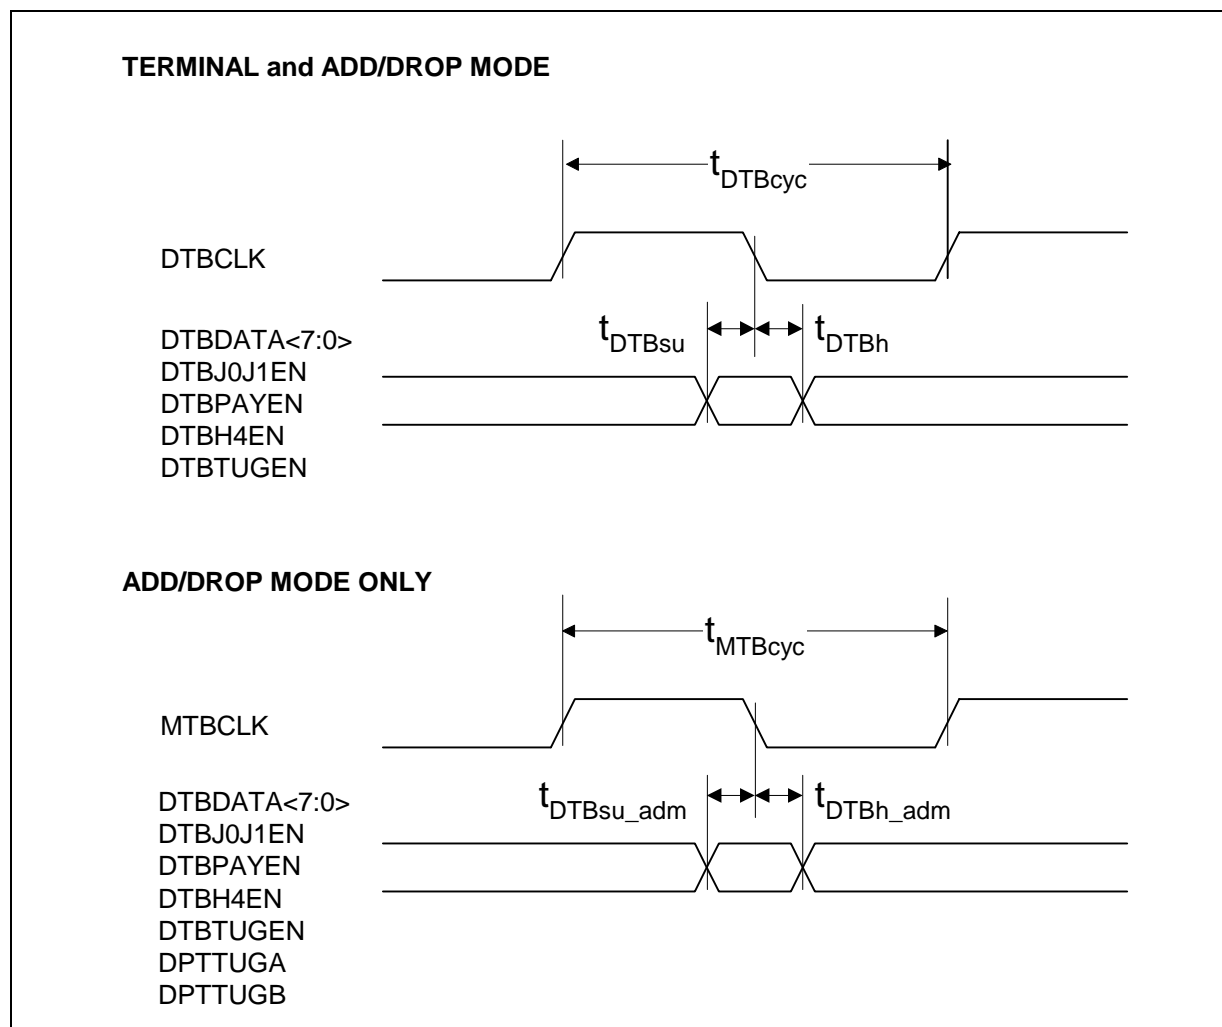 TERMINAL and ADD/DROP MODE
tDTBcyc
DTBCLK
tDTBsu
tDTBh
DTBDATA<7:0>
DTBJ0J1EN
DTBPAYEN
DTBH4EN
DTBTUGEN
ADD/DROP MODE ONLY
tMTBcyc
MTBCLK
tDTBsu_adm
tDTBh_adm
DTBDATA<7:0>
DTBJ0J1EN
DTBPAYEN
DTBH4EN
DTBTUGEN
DPTTUGA
DPTTUGB